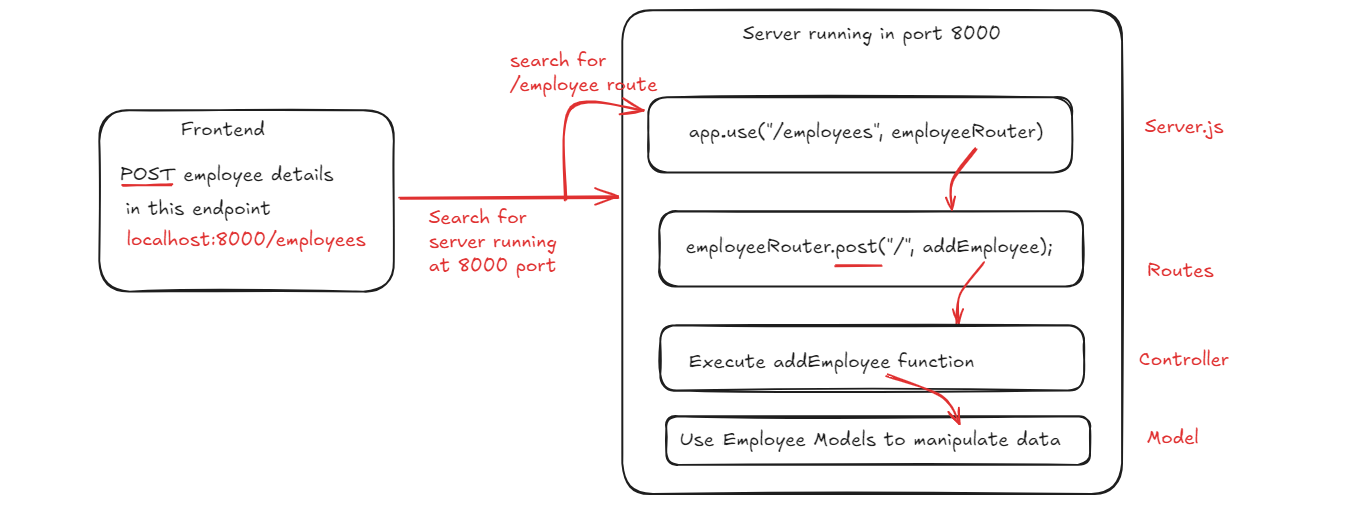 Server running in port 8000
search for
/employee route
Frontend
POST employee details
in this endpoint
localhost:8000/employees
Search for
server running
at 8000 port
app.use("/employees", employeeRouter)
Server.js
employeeRouter.post("/", addEmployee);
Routes
Execute addEmployee function
Controller
Use Employee Models to manipulate data
Model